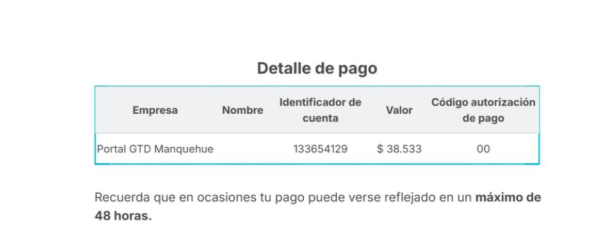 Detalle de pago
Empresa Nombre Identificador de cuenta Valor Código autorización de pago
Portal GTD Manquehue 133654129 $ 38.533 00
Recuerda que en ocasiones tu pago puede verse reflejado en un máximo de
48 horas.